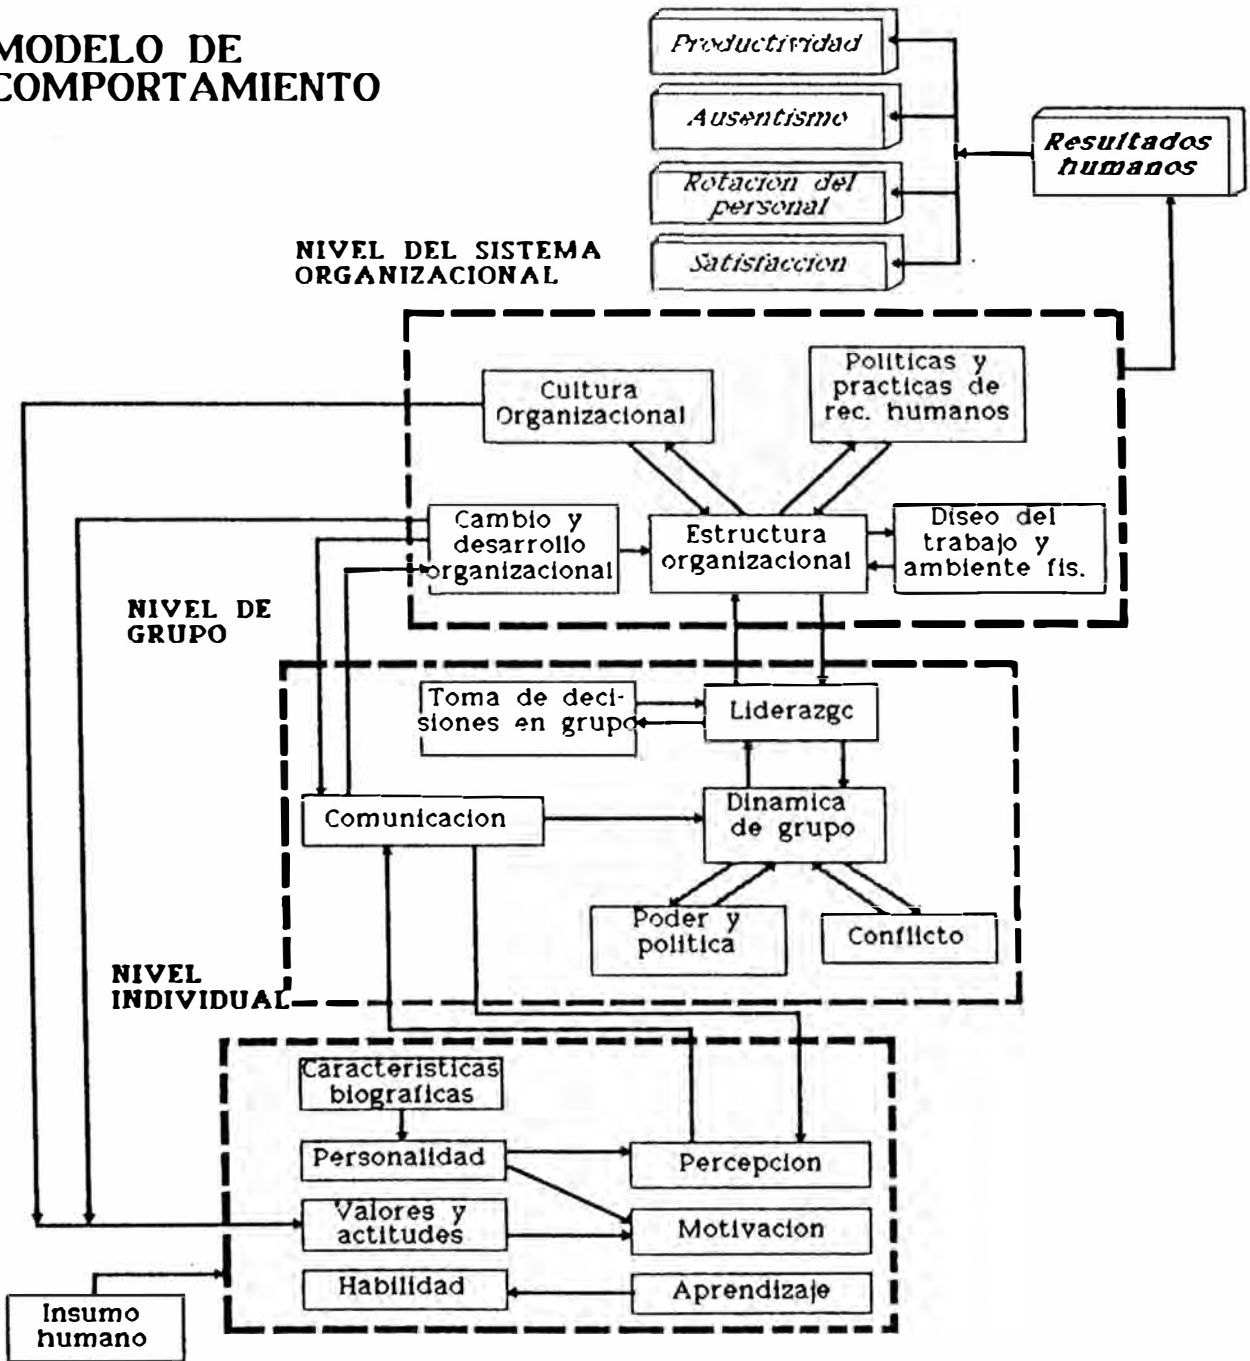 MODELO DE
COMPORTAMIENTO
Productividad
Ausentismo
Rotacion del
personal
Satisfaccion
Resultados
humanos
NIVEL DEL SISTEMA
ORGANIZACIONAL
Cultura
Organizacional
Politicas y
practicas de
rec. humanos
Cambio y
desarrollo
organizacional
Estructura
organizacional
Diseo del
trabajo y
ambiente fis.
NIVEL DE
GRUPO
Toma de deci-
siones en grupo
Liderazgo
Comunicacion
Dinamica
de grupo
Poder y
politica
Conflicto
NIVEL
INDIVIDUAL
Caracteristicas
biograficas
Personalidad
Percepcion
Valores y
actitudes
Motivacion
Habilidad
Aprendizaje
Insumo
humano